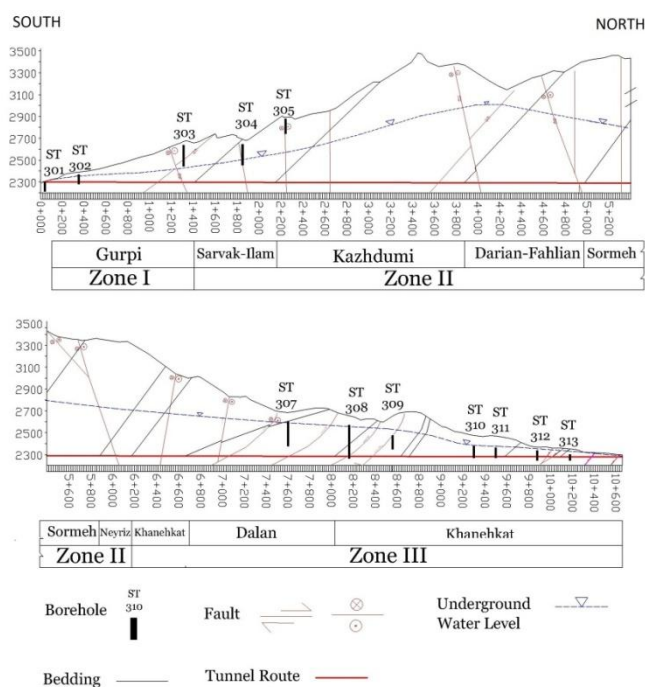 SOUTH NORTH
3500
3300
3100
2900
2700
2500
2300
ST
301
ST
302
ST
303
ST
304
ST
305
0+000 0+200 0+400 0+600 0+800 1+000 1+200 1+400 1+600 1+800 2+000 2+200 2+400 2+600 2+800 3+000 3+200 3+400 3+600 3+800 4+000 4+200 4+400 4+600 4+800 5+000 5+200
Gurpi Sarvak-Ilam Kazhdumi Darian-Fahlian Sormeh
Zone I Zone II
3500
3300
3100
2900
2700
2500
2300
ST
307
ST
308
ST
309
ST
310
ST
311
ST
312
ST
313
5+600 5+800 6+000 6+200 6+400 6+600 6+800 7+000 7+200 7+400 7+600 7+800 8+000 8+200 8+400 8+600 8+800 9+000 9+200 9+400 9+600 9+800 10+000 10+200 10+400 10+600
Sormeh Neyriz Khanehkat Dalan Khanehkat
Zone II Zone III
Borehole ST
310
Fault
Underground
Water Level
Bedding Tunnel Route